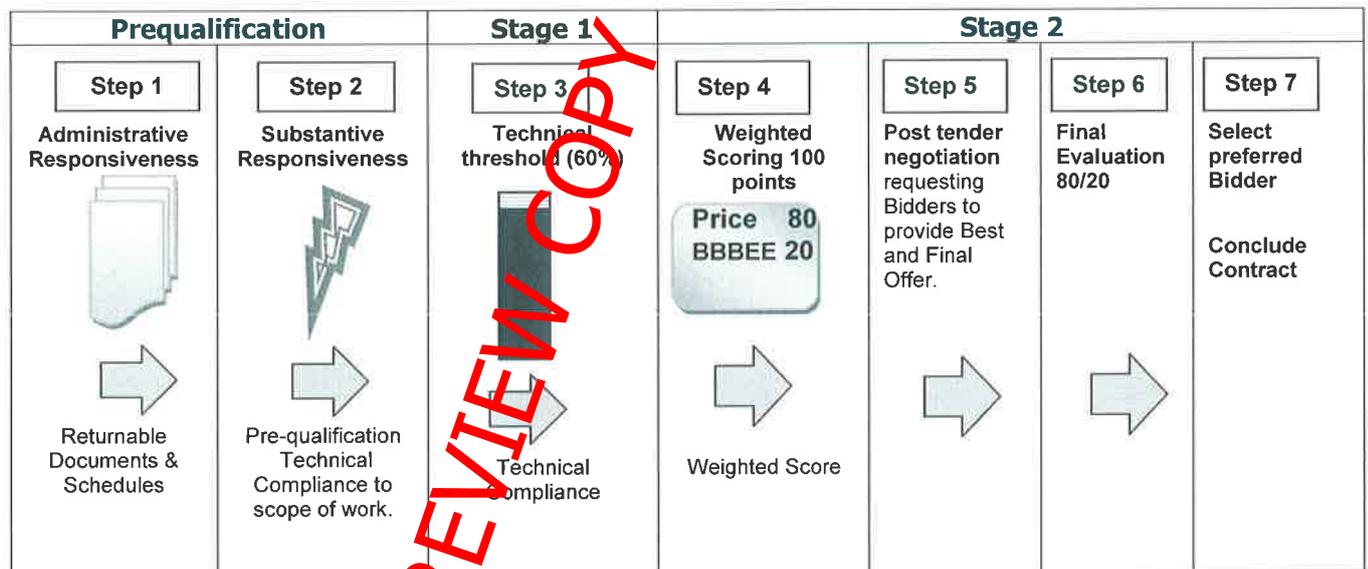 Prequalification
Stage 1
Stage 2
Step 1
Administrative
Responsiveness
Returnable
Documents &
Schedules
Step 2
Substantive
Responsiveness
Pre-qualification
Technical
Compliance to
scope of work.
Step 3
Technical
threshold (60%)
Technical
Compliance
Step 4
Weighted
Scoring 100
points
Price 80
BBBEE 20
Weighted Score
Step 5
Post tender
negotiation
requesting
Bidders to
provide Best
and Final
Offer.
Step 6
Final
Evaluation
80/20
Step 7
Select
preferred
Bidder
Conclude
Contract
EVIEW COPY